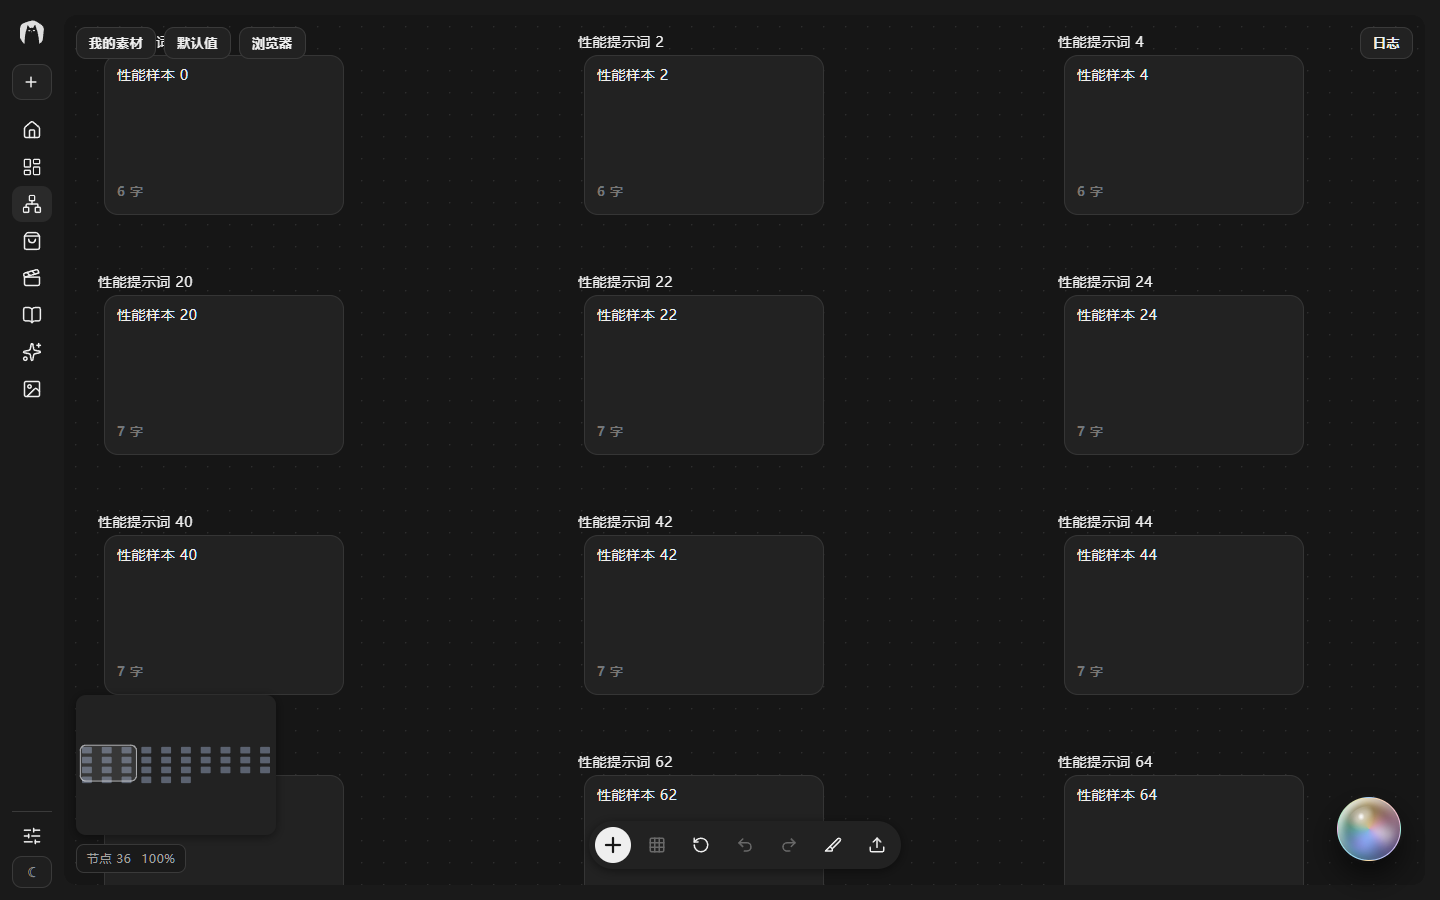 我的素材
词
默认值
浏览器
性能提示词 2
性能提示词 4
日志
性能样本 0
性能样本 2
性能样本 4
6 字
6 字
6 字
性能提示词 20
性能提示词 22
性能提示词 24
性能样本 20
性能样本 22
性能样本 24
7 字
7 字
7 字
性能提示词 40
性能提示词 42
性能提示词 44
性能样本 40
性能样本 42
性能样本 44
7 字
7 字
7 字
性能提示词 62
性能提示词 64
性能样本 62
性能样本 64
节点 36 100%